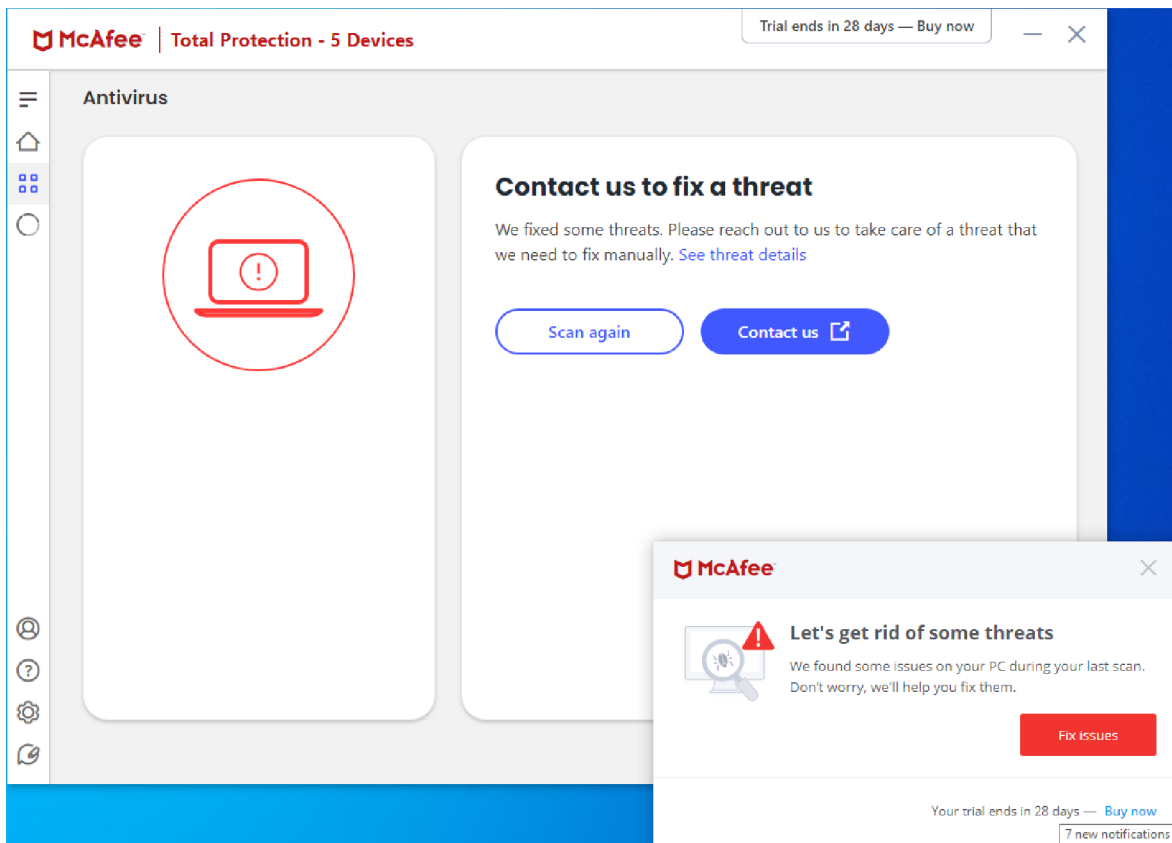 McAfee Total Protection - 5 Devices
Trial ends in 28 days — Buy now
Antivirus
Contact us to fix a threat
We fixed some threats. Please reach out to us to take care of a threat that
we need to fix manually. See threat details
Scan again
Contact us
McAfee
Let's get rid of some threats
We found some issues on your PC during your last scan.
Don't worry, we'll help you fix them.
Fix issues
Your trial ends in 28 days — Buy now
7 new notifications